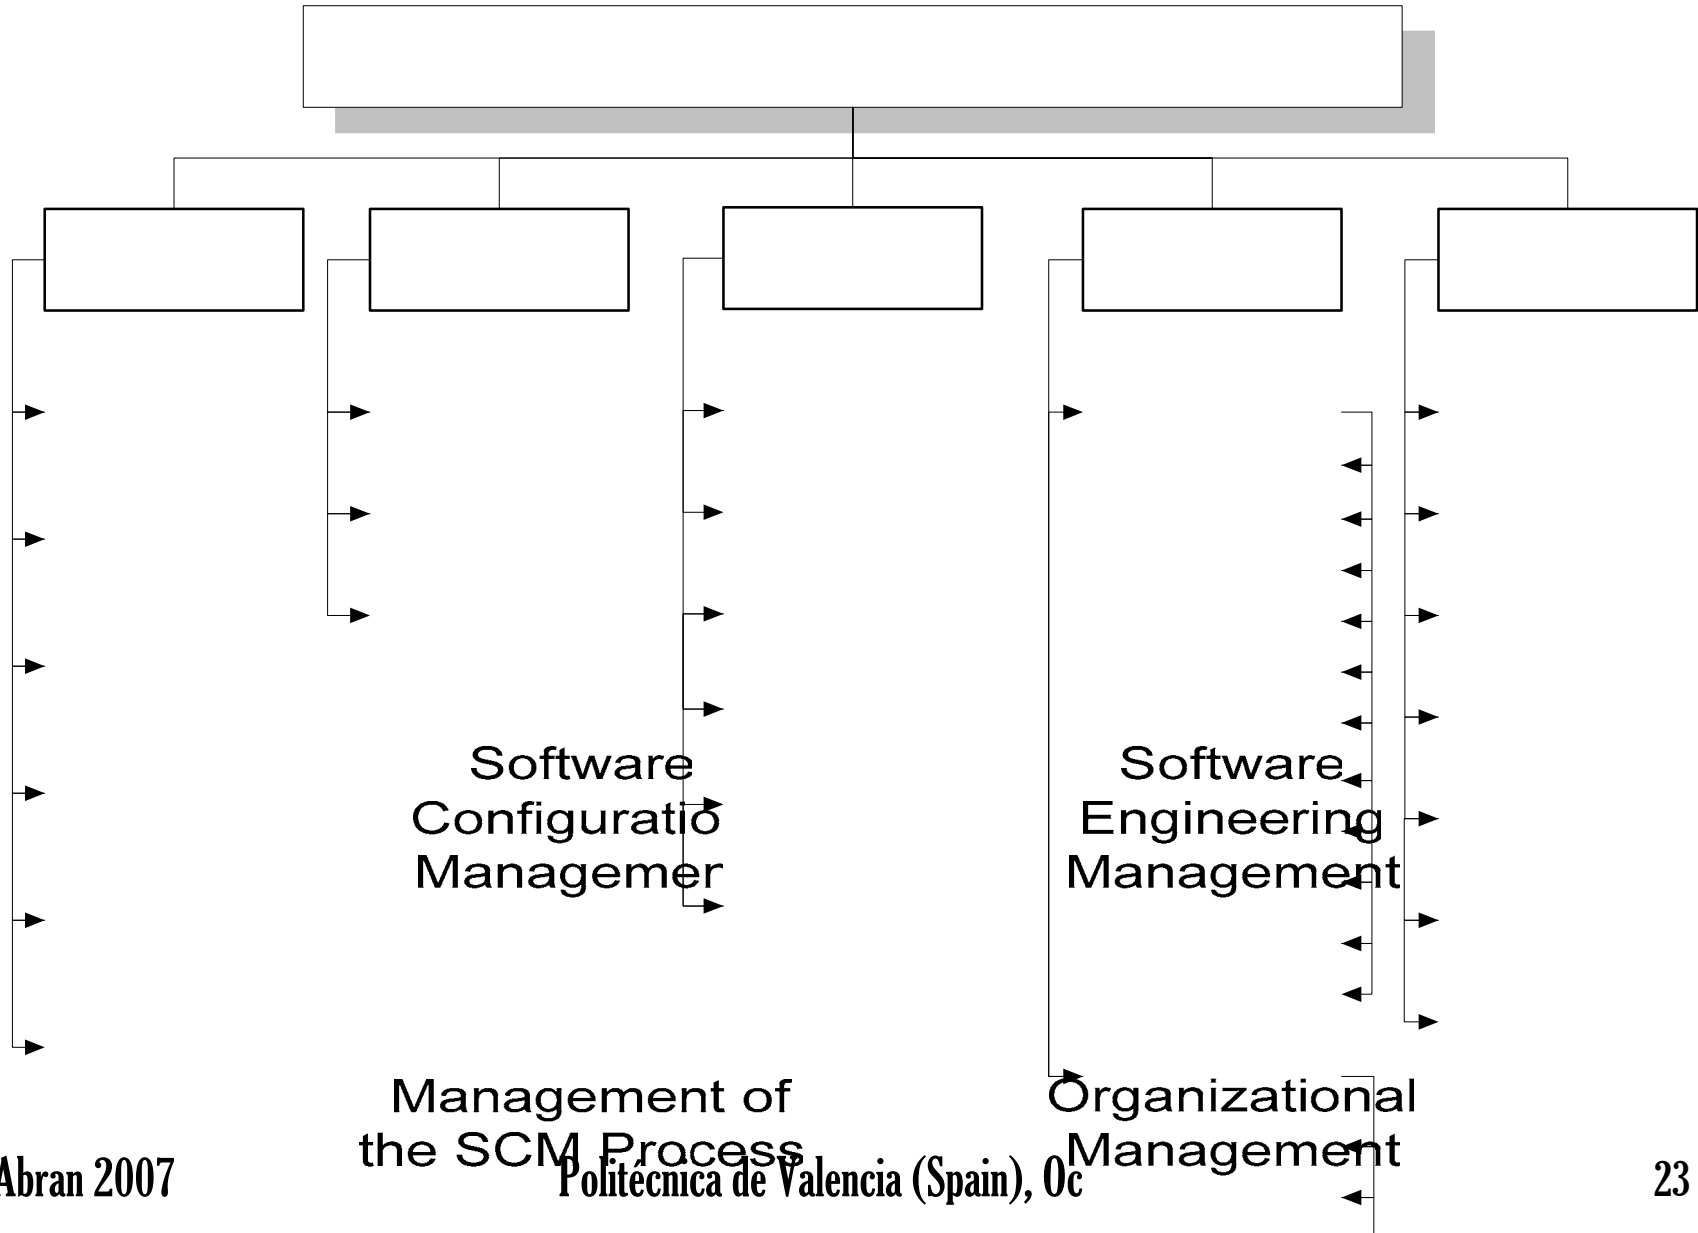 Software
Configuratio
Managemer
Software
Engineering
Management
Management of
the SCM Process
Organizational
Management
Abran 2007
Politécnica de Valencia (Spain), Oc
23